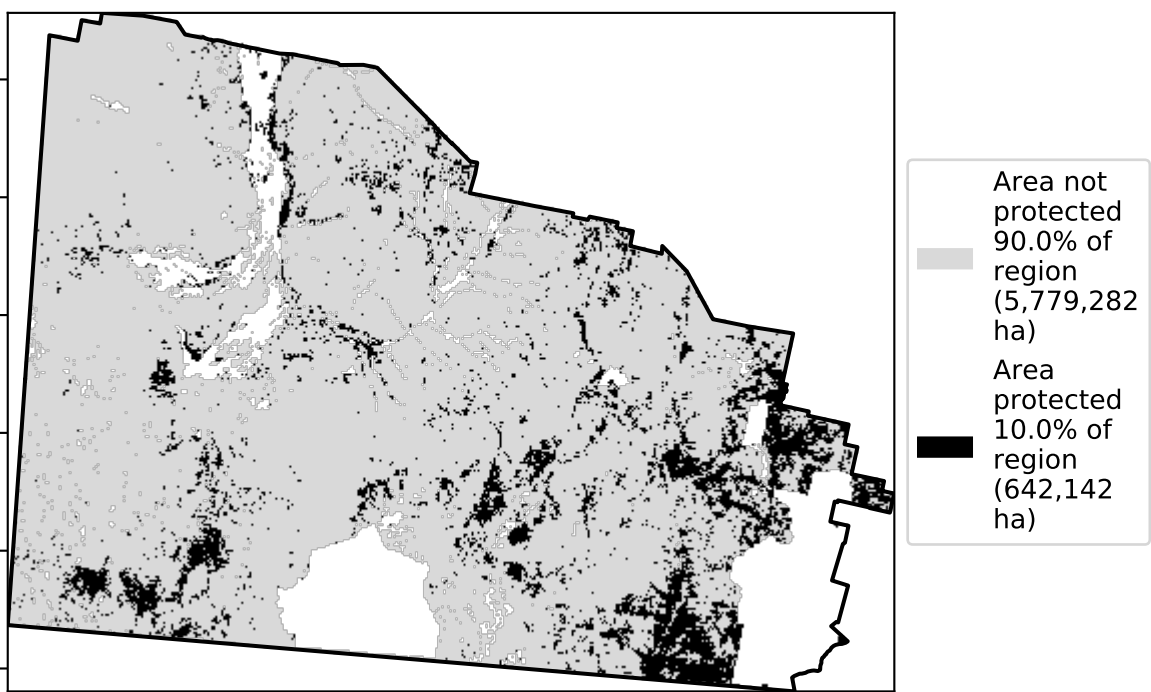 Area not
protected
90.0% of
region
(5,779,282
ha)
Area
protected
10.0% of
region
(642,142
ha)